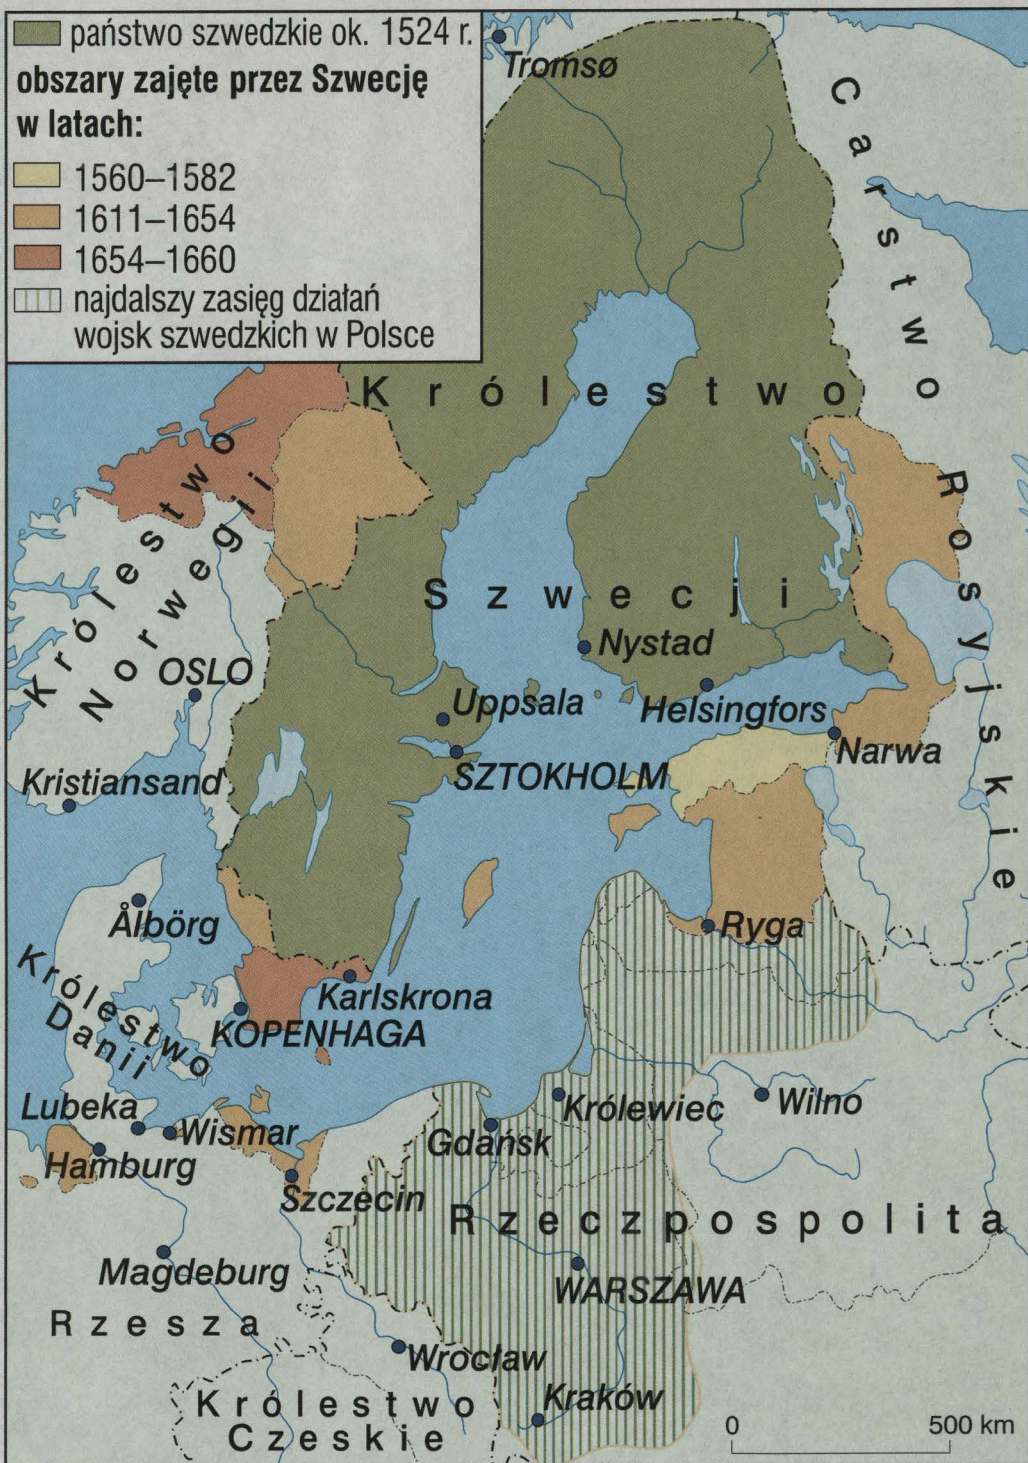 państwo szwedzkie ok. 1524 r.
obszary zajęte przez Szwecję
w latach:
1560–1582
1611–1654
1654–1660
najdalszy zasięg działań
wojsk szwedzkich w Polsce
Tromsø
Carstwo Rosyjskie
Królestwo
Szwecji
Królestwo
Norwegii
Nystad
OSLO
Uppsala
Helsingfors
Narwa
SZTOKHOLM
Kristiansand
Ålbörg
Ryga
Królestwo
Danii
Karlskrona
KOPENHAGA
Lubeka
Wismar
Hamburg
Gdańsk
Królewiec
Wilno
Szczecin
Rzeczpospolita
Magdeburg
WARSZAWA
Rzesza
Wrocław
Kraków
Królestwo
Czeskie
0 500 km